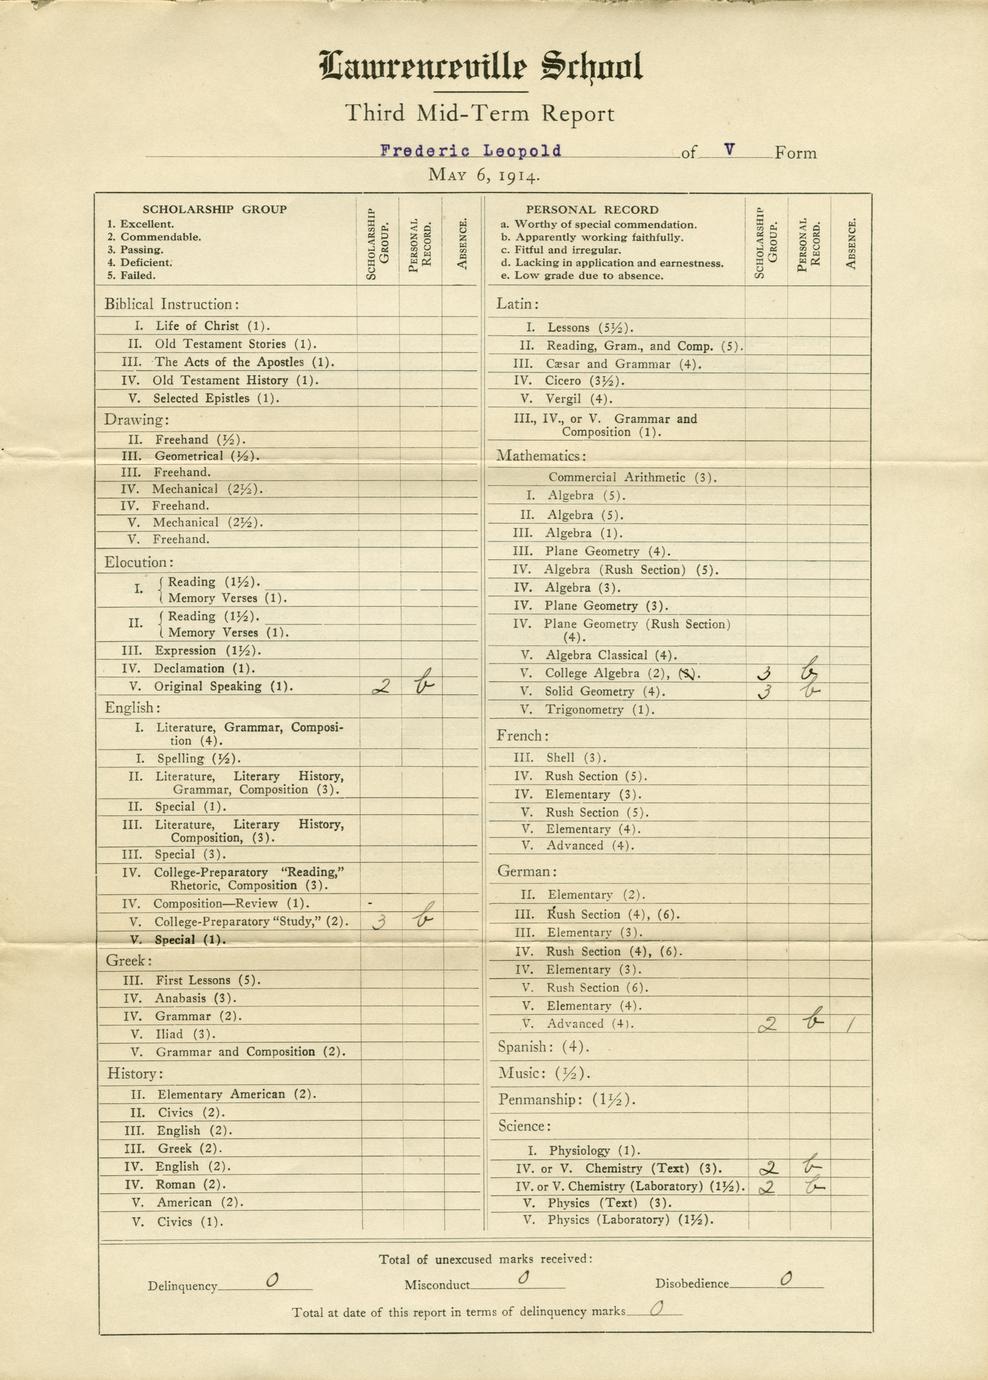 Lawrenceville School
Third Mid-Term Report
Frederic Leopold of V Form
May 6, 1914.
SCHOLARSHIP GROUP
1. Excellent.
2. Commendable.
3. Passing.
4. Deficient.
5. Failed.
SCHOLARSHIP GROUP.
PERSONAL RECORD.
ABSENCE.
Biblical Instruction:
I. Life of Christ (1).
II. Old Testament Stories (1).
III. The Acts of the Apostles (1).
IV. Old Testament History (1).
V. Selected Epistles (1).
Drawing:
II. Freehand (½).
III. Geometrical (½).
III. Freehand.
IV. Mechanical (2½).
IV. Freehand.
V. Mechanical (2½).
V. Freehand.
Elocution:
I. { Reading (1½).
Memory Verses (1).
II. { Reading (1½).
Memory Verses (1).
III. Expression (1½).
IV. Declamation (1).
V. Original Speaking (1). 2 b
English:
I. Literature, Grammar, Composi-
tion (4).
I. Spelling (½).
II. Literature, Literary History,
Grammar, Composition (3).
II. Special (1).
III. Literature, Literary History,
Composition, (3).
III. Special (3).
IV. College-Preparatory "Reading,"
Rhetoric, Composition (3).
IV. Composition—Review (1). -
V. College-Preparatory "Study," (2). 3 b
V. Special (1).
Greek:
III. First Lessons (5).
IV. Anabasis (3).
IV. Grammar (2).
V. Iliad (3).
V. Grammar and Composition (2).
History:
II. Elementary American (2).
II. Civics (2).
III. English (2).
III. Greek (2).
IV. English (2).
IV. Roman (2).
V. American (2).
V. Civics (1).
PERSONAL RECORD
a. Worthy of special commendation.
b. Apparently working faithfully.
c. Fitful and irregular.
d. Lacking in application and earnestness.
e. Low grade due to absence.
SCHOLARSHIP GROUP.
PERSONAL RECORD.
ABSENCE.
Latin:
I. Lessons (5½).
II. Reading, Gram., and Comp. (5).
III. Cæsar and Grammar (4).
IV. Cicero (3½).
V. Vergil (4).
III., IV., or V. Grammar and
Composition (1).
Mathematics:
Commercial Arithmetic (3).
I. Algebra (5).
II. Algebra (5).
III. Algebra (1).
III. Plane Geometry (4).
IV. Algebra (Rush Section) (5).
IV. Algebra (3).
IV. Plane Geometry (3).
IV. Plane Geometry (Rush Section)
(4).
V. Algebra Classical (4).
V. College Algebra (2), 3 b
V. Solid Geometry (4). 3 b
V. Trigonometry (1).
French:
III. Shell (3).
IV. Rush Section (5).
IV. Elementary (3).
V. Rush Section (5).
V. Elementary (4).
V. Advanced (4).
German:
II. Elementary (2).
III. Rush Section (4), (6).
III. Elementary (3).
IV. Rush Section (4), (6).
IV. Elementary (3).
V. Rush Section (6).
V. Elementary (4).
V. Advanced (4). 2 b 1
Spanish: (4).
Music: (½).
Penmanship: (1½).
Science:
I. Physiology (1).
IV. or V. Chemistry (Text) (3). 2 b
IV. or V. Chemistry (Laboratory) (1½). 2 b
V. Physics (Text) (3).
V. Physics (Laboratory) (1½).
Total of unexcused marks received:
Delinquency 0 Misconduct 0 Disobedience 0
Total at date of this report in terms of delinquency marks 0